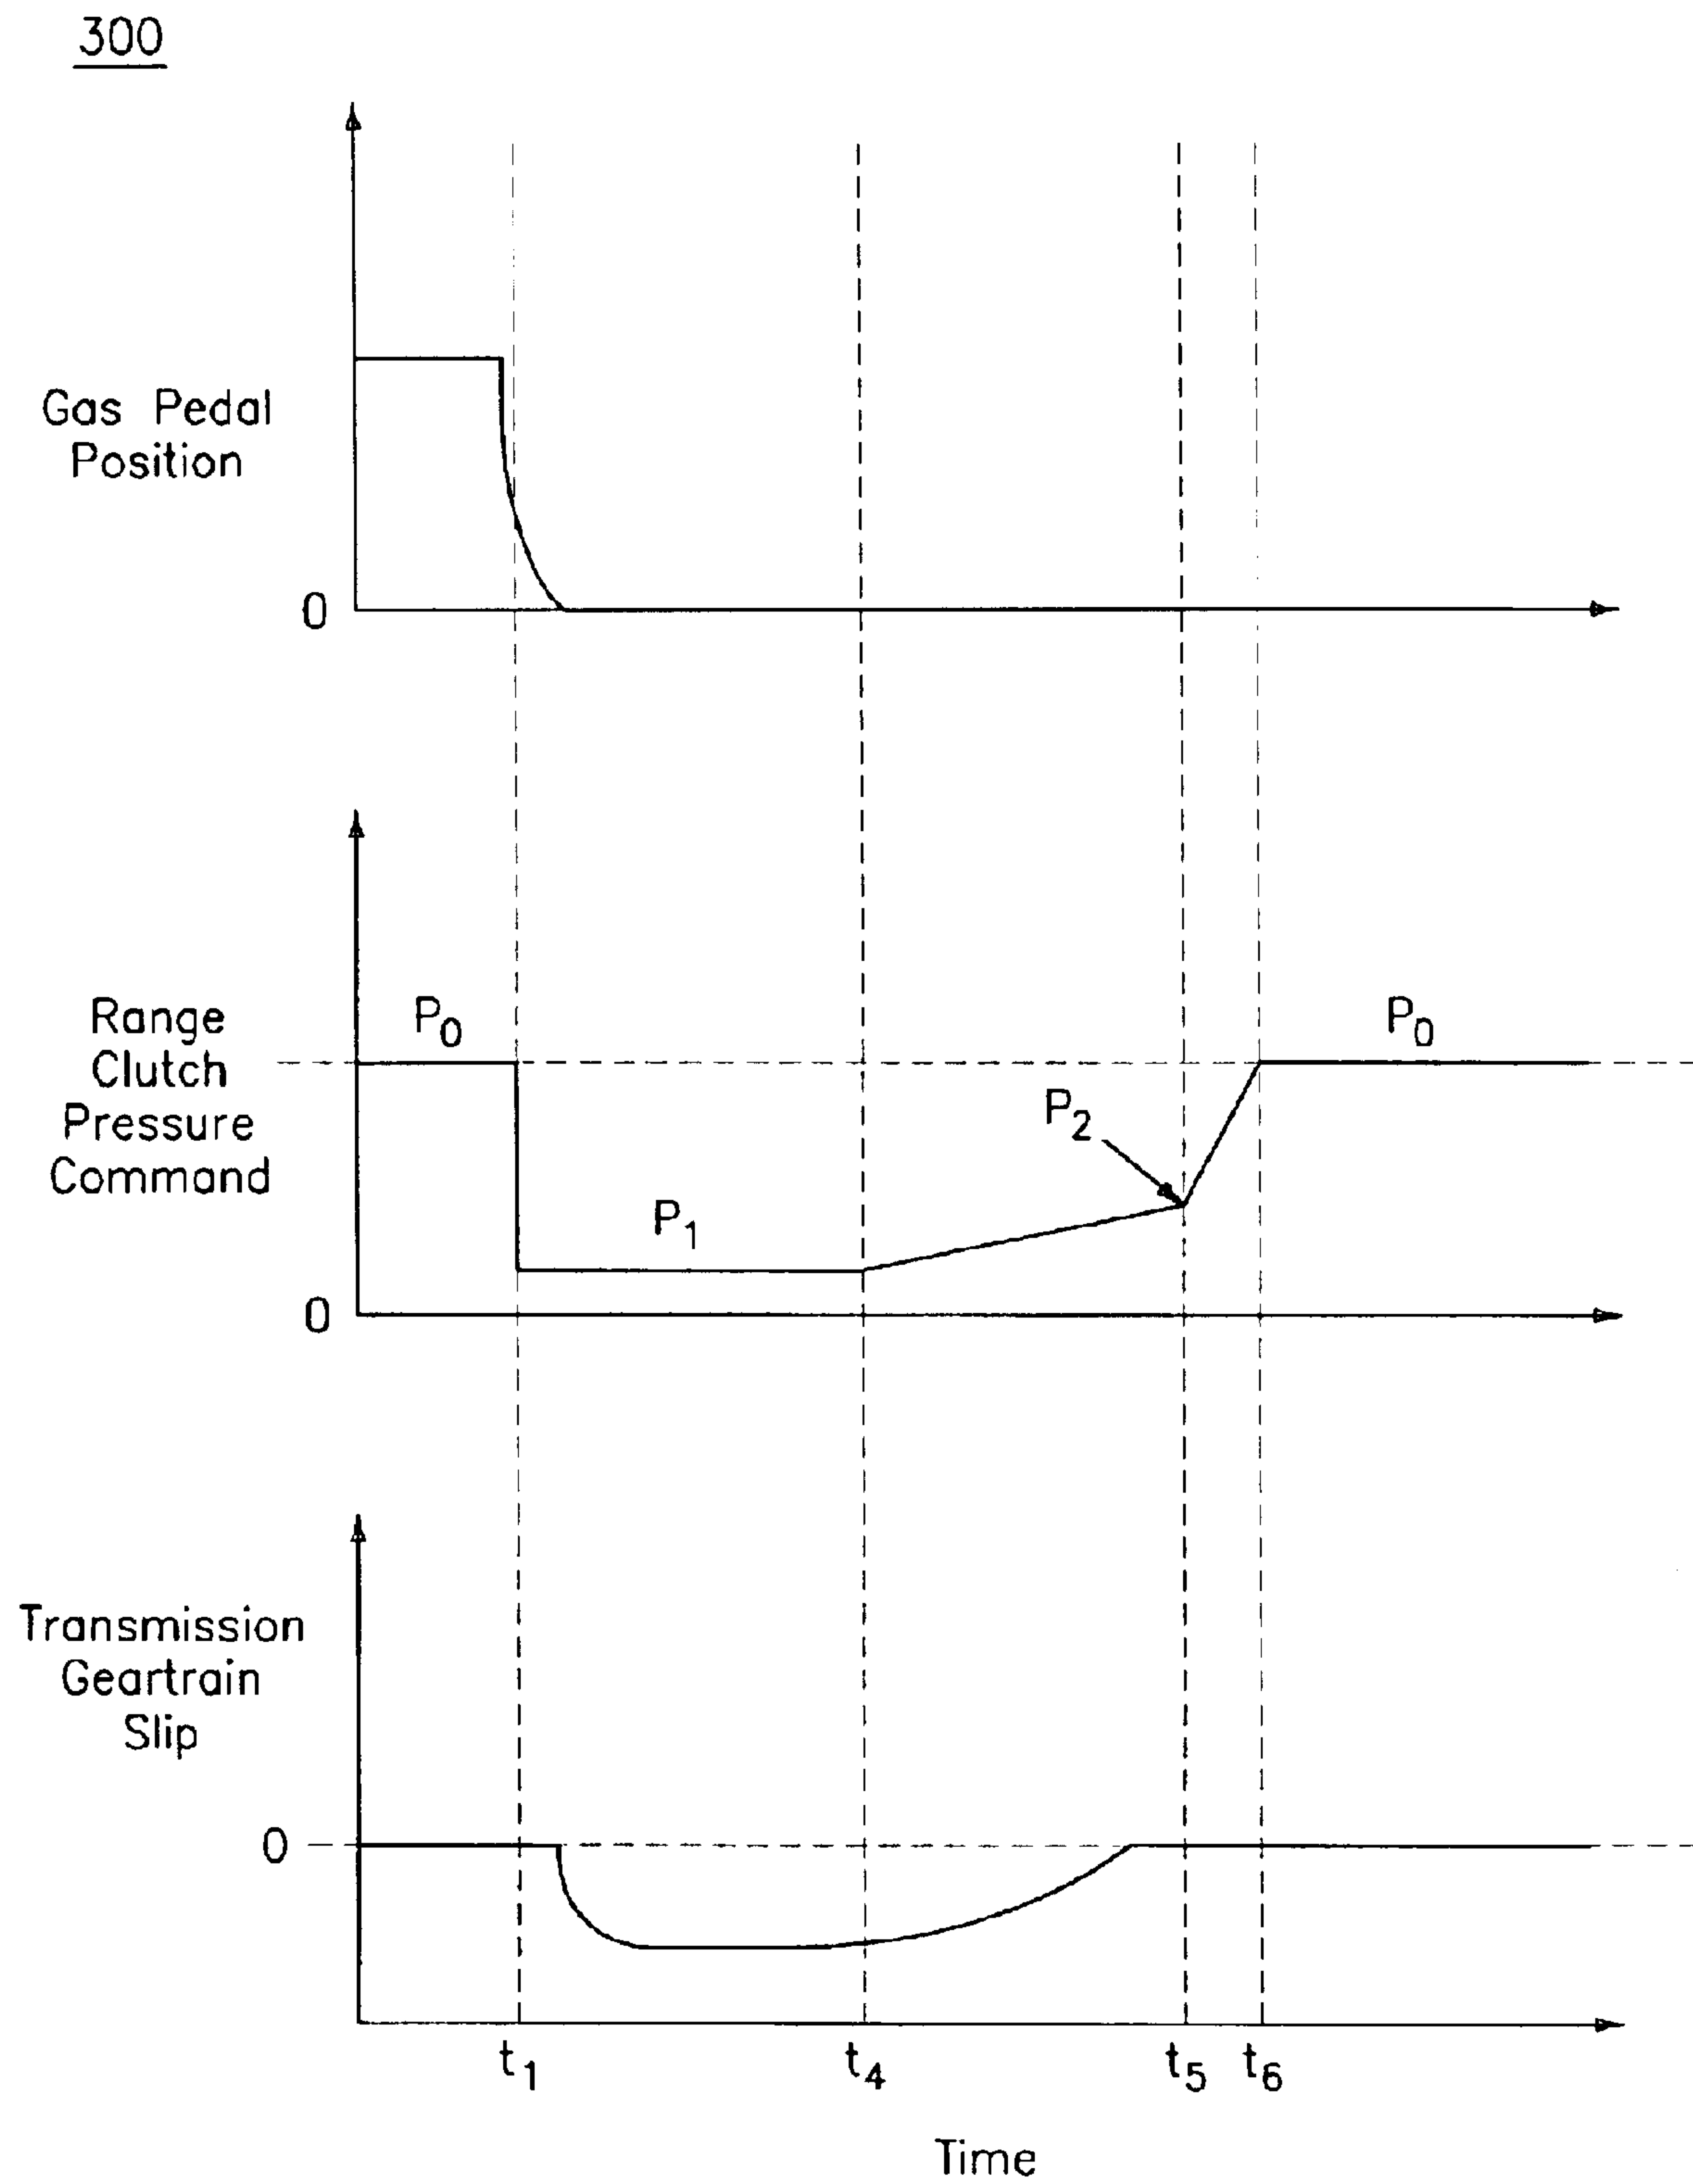 300
Gas Pedal
Position
0
Range
Clutch
Pressure
Command
P0
P0
P2
P1
0
Transmission
Geartrain
Slip
0
t1 t4 t5 t6
Time